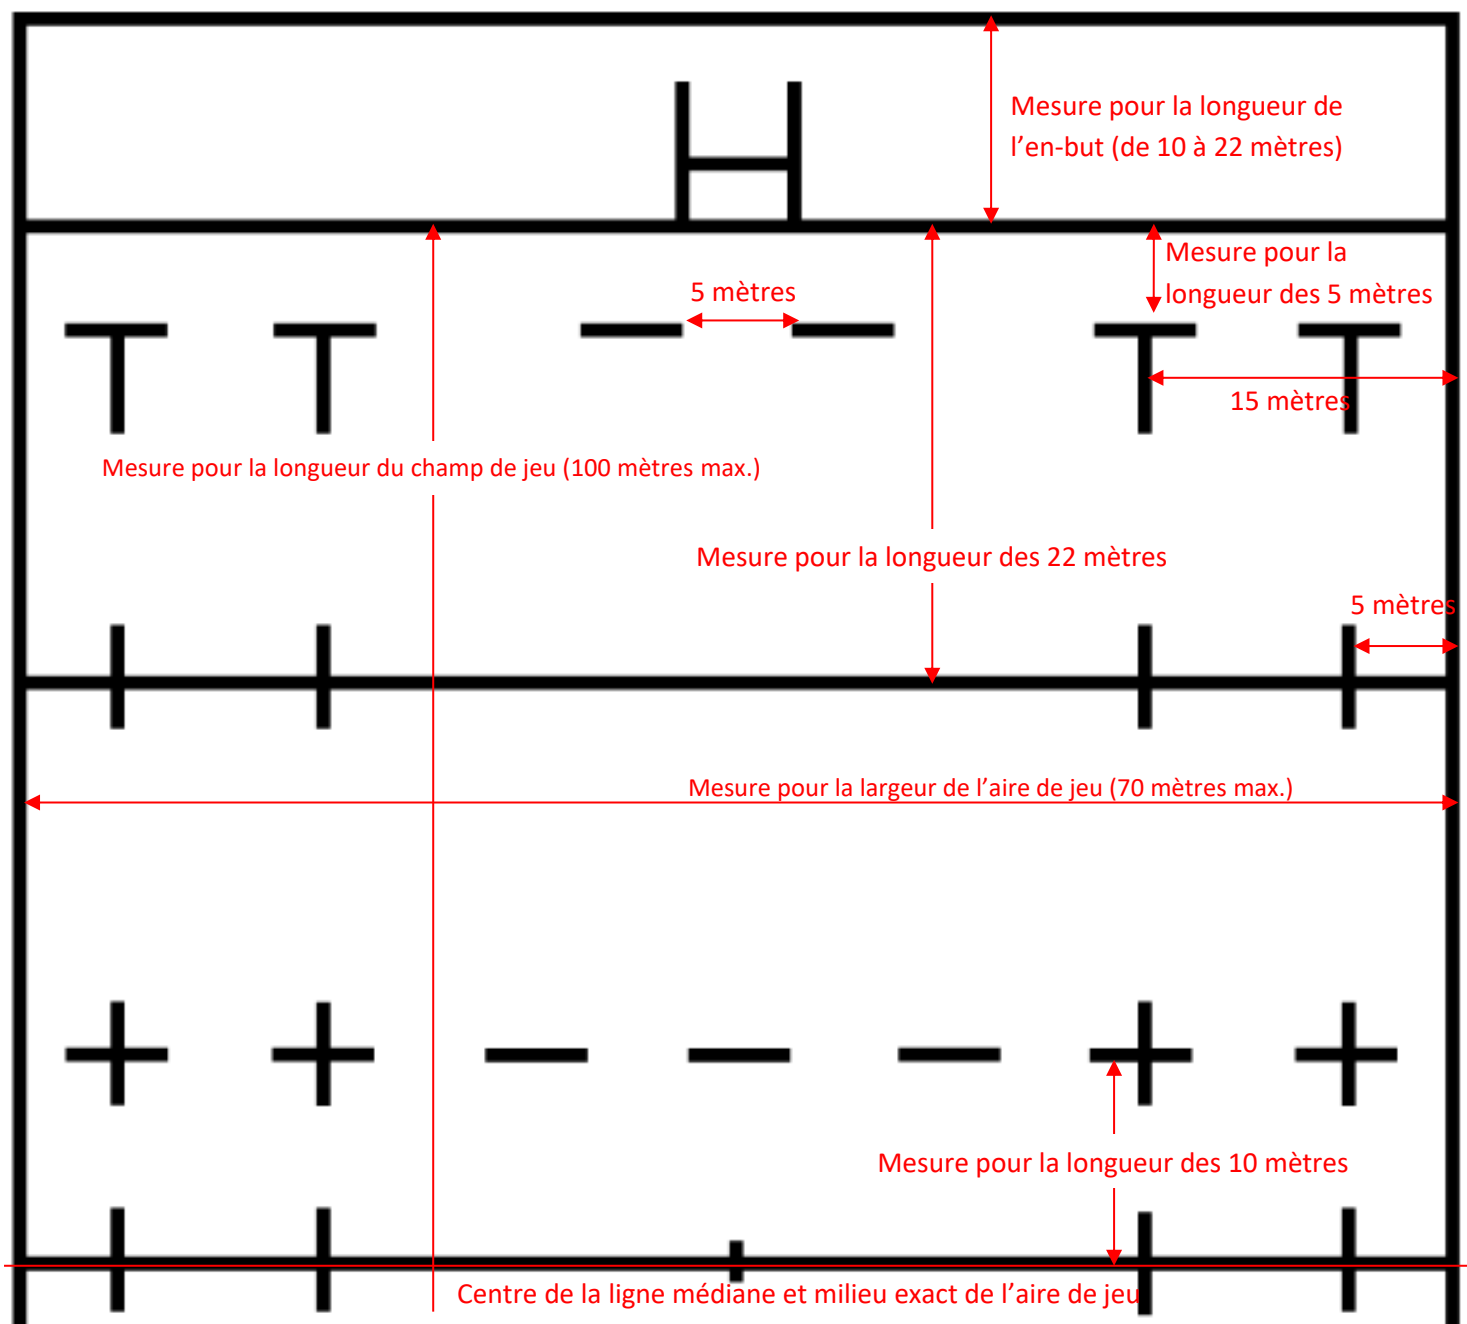 Mesure pour la longueur de
l’en-but (de 10 à 22 mètres)
Mesure pour la
longueur des 5 mètres
5 mètres
15 mètres
Mesure pour la longueur du champ de jeu (100 mètres max.)
Mesure pour la longueur des 22 mètres
5 mètres
Mesure pour la largeur de l’aire de jeu (70 mètres max.)
Mesure pour la longueur des 10 mètres
Centre de la ligne médiane et milieu exact de l’aire de jeu